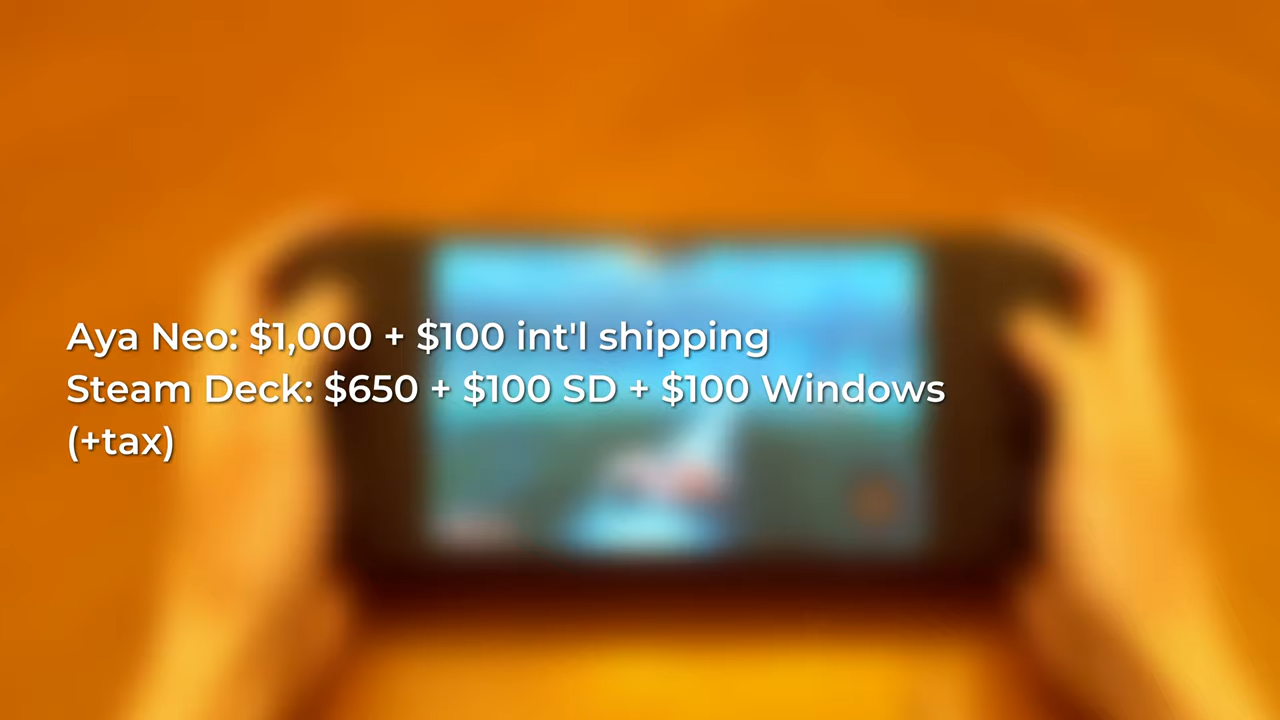 Aya Neo: $1,000 + $100 int'l shipping
Steam Deck: $650 + $100 SD + $100 Windows
(+tax)